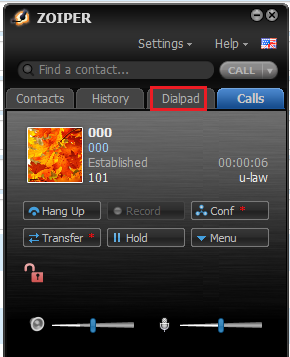 ZOIPER
Settings Help
Find a contact... CALL
Contacts History Dialpad Calls
000
000
Established 00:00:06
101 u-law
Hang Up Record Conf *
Transfer * Hold Menu